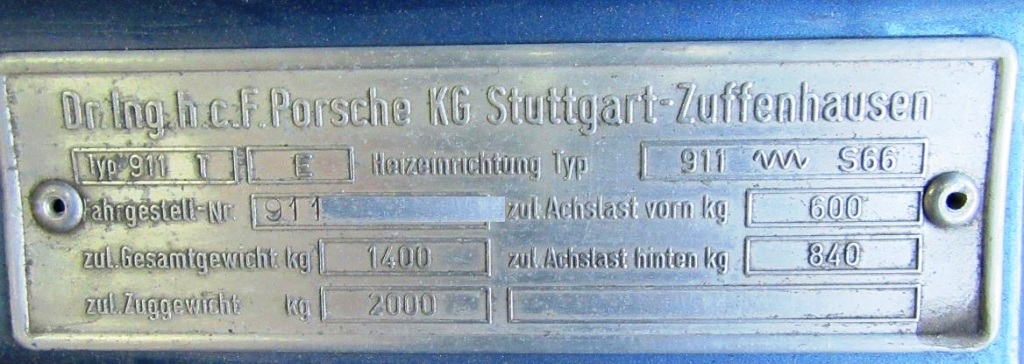 Dr. Ing. h. c. F. Porsche KG Stuttgart-Zuffenhausen
Typ 911 T E Heizeinrichtung Typ 911 S66
Fahrgestell-Nr. 911 zul. Achslast vorn kg 600
zul. Gesamtgewicht kg 1400 zul. Achslast hinten kg 840
zul. Zuggewicht kg 2000